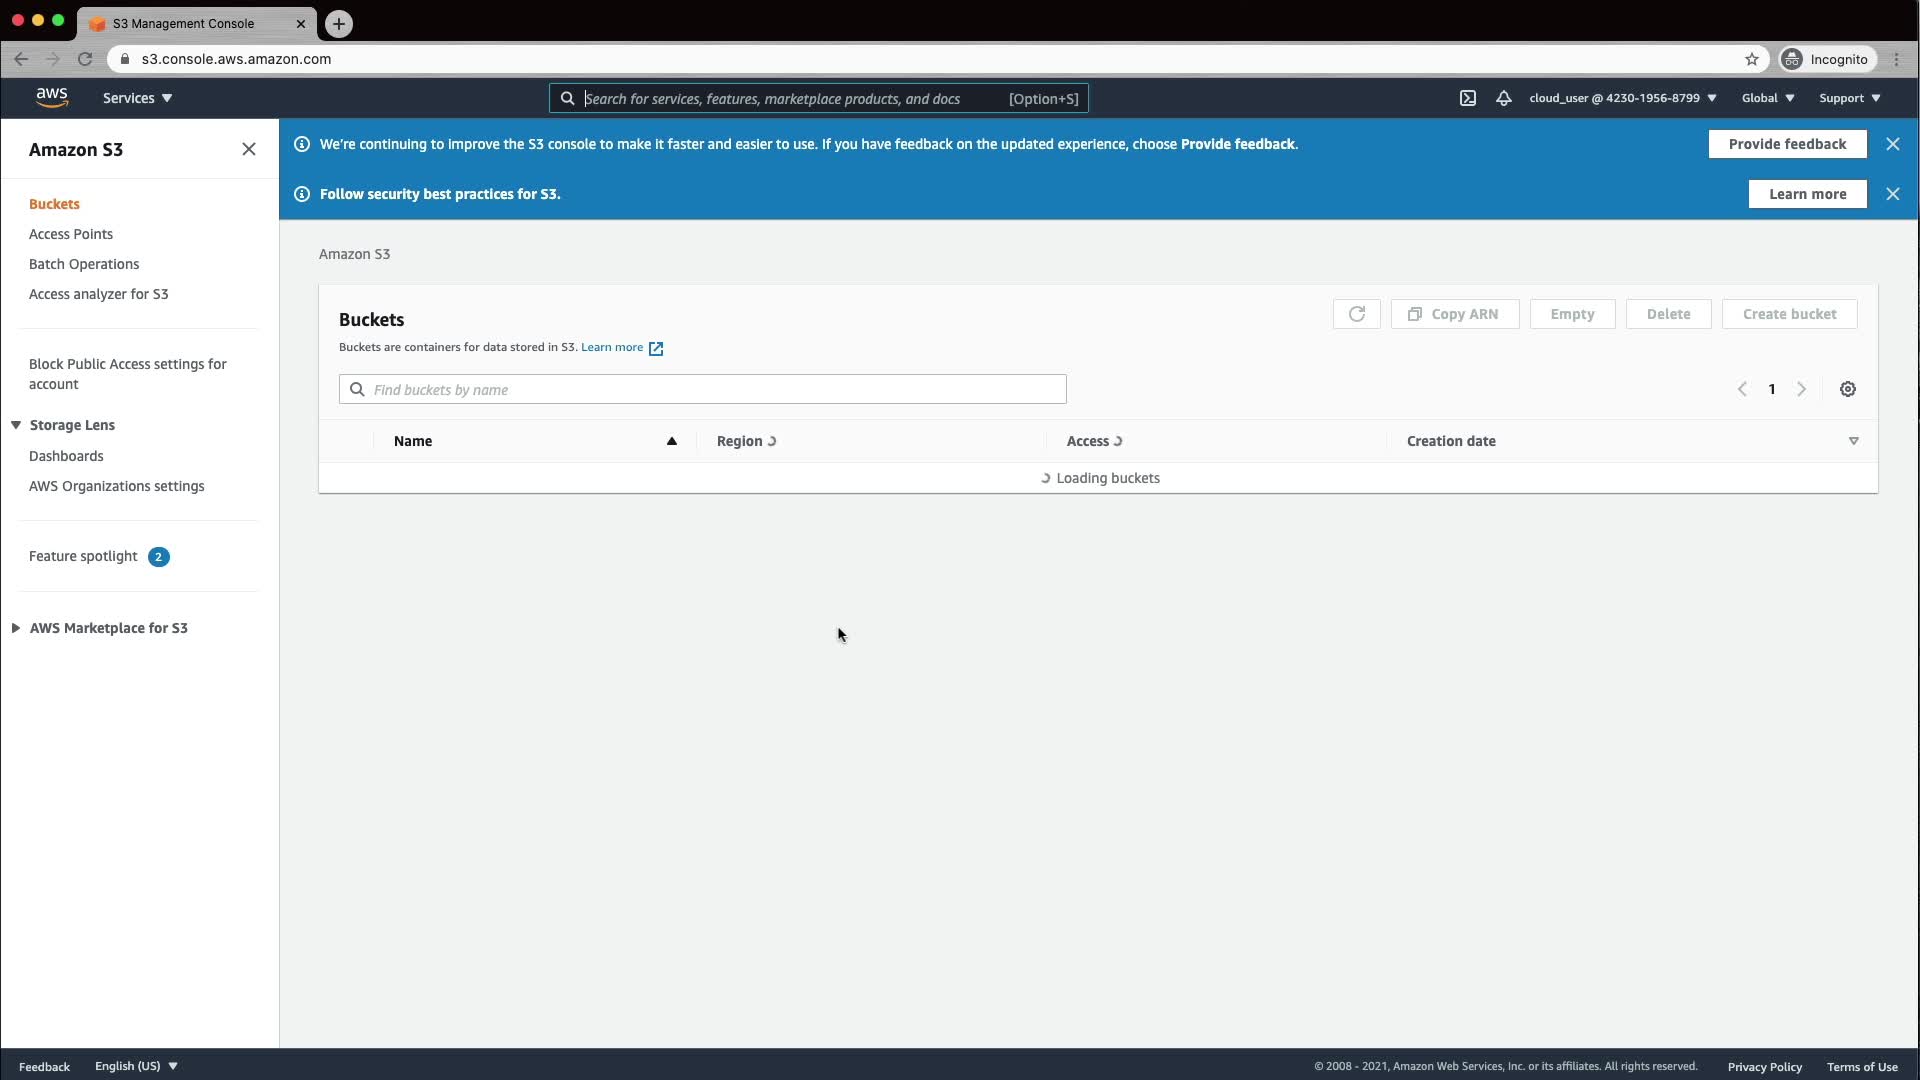 S3 Management Console
s3.console.aws.amazon.com
Incognito
aws
Services
Search for services, features, marketplace products, and docs
[Option+S]
cloud_user @ 4230-1956-8799
Global
Support
Amazon S3
We're continuing to improve the S3 console to make it faster and easier to use. If you have feedback on the updated experience, choose Provide feedback.
Provide feedback
Follow security best practices for S3.
Learn more
Buckets
Access Points
Batch Operations
Access analyzer for S3
Block Public Access settings for
account
Storage Lens
Dashboards
AWS Organizations settings
Feature spotlight 2
AWS Marketplace for S3
Amazon S3
Buckets
Copy ARN
Empty
Delete
Create bucket
Buckets are containers for data stored in S3. Learn more
Find buckets by name
1
Name
Region
Access
Creation date
Loading buckets
Feedback
English (US)
© 2008 - 2021, Amazon Web Services, Inc. or its affiliates. All rights reserved.
Privacy Policy
Terms of Use